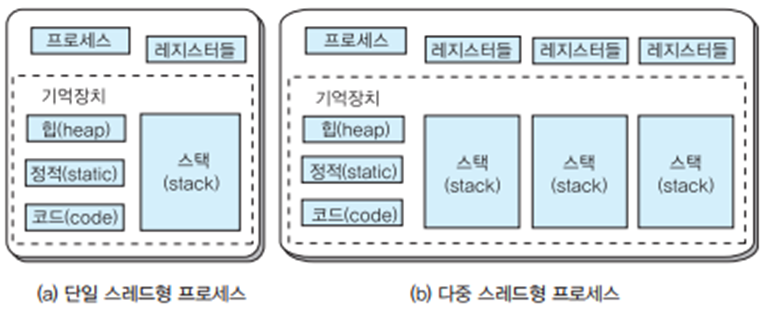 프로세스
레지스터들
기억장치
힙(heap)
정적(static)
코드(code)
스택
(stack)
(a) 단일 스레드형 프로세스
프로세스
레지스터들
레지스터들
레지스터들
기억장치
힙(heap)
정적(static)
코드(code)
스택
(stack)
스택
(stack)
스택
(stack)
(b) 다중 스레드형 프로세스